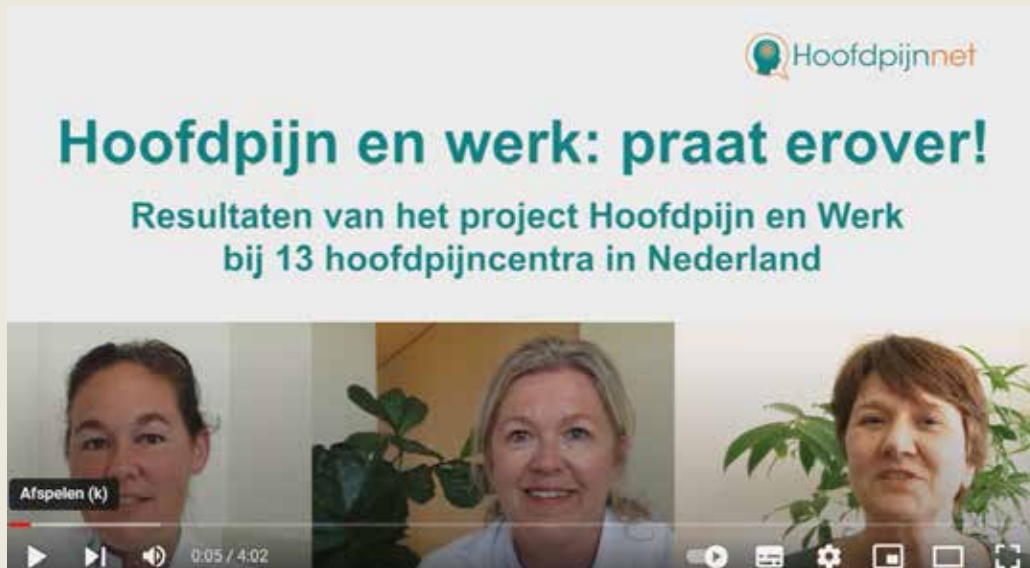 Hoofdpijnnet
Hoofdpijn en werk: praat erover!
Resultaten van het project Hoofdpijn en Werk
bij 13 hoofdpijncentra in Nederland
Afspelen (k)
0:05 / 4:02